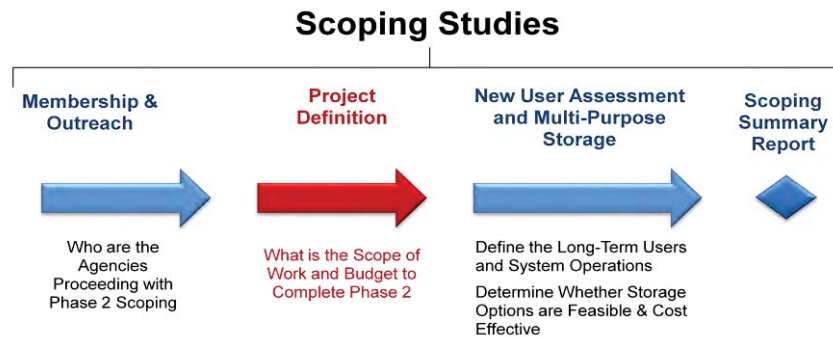 Scoping Studies
Membership &
Outreach
Who are the
Agencies
Proceeding with
Phase 2 Scoping
Project
Definition
What is the Scope of
Work and Budget to
Complete Phase 2
New User Assessment
and Multi-Purpose
Storage
Define the Long-Term Users
and System Operations
Determine Whether Storage
Options are Feasible & Cost
Effective
Scoping
Summary
Report